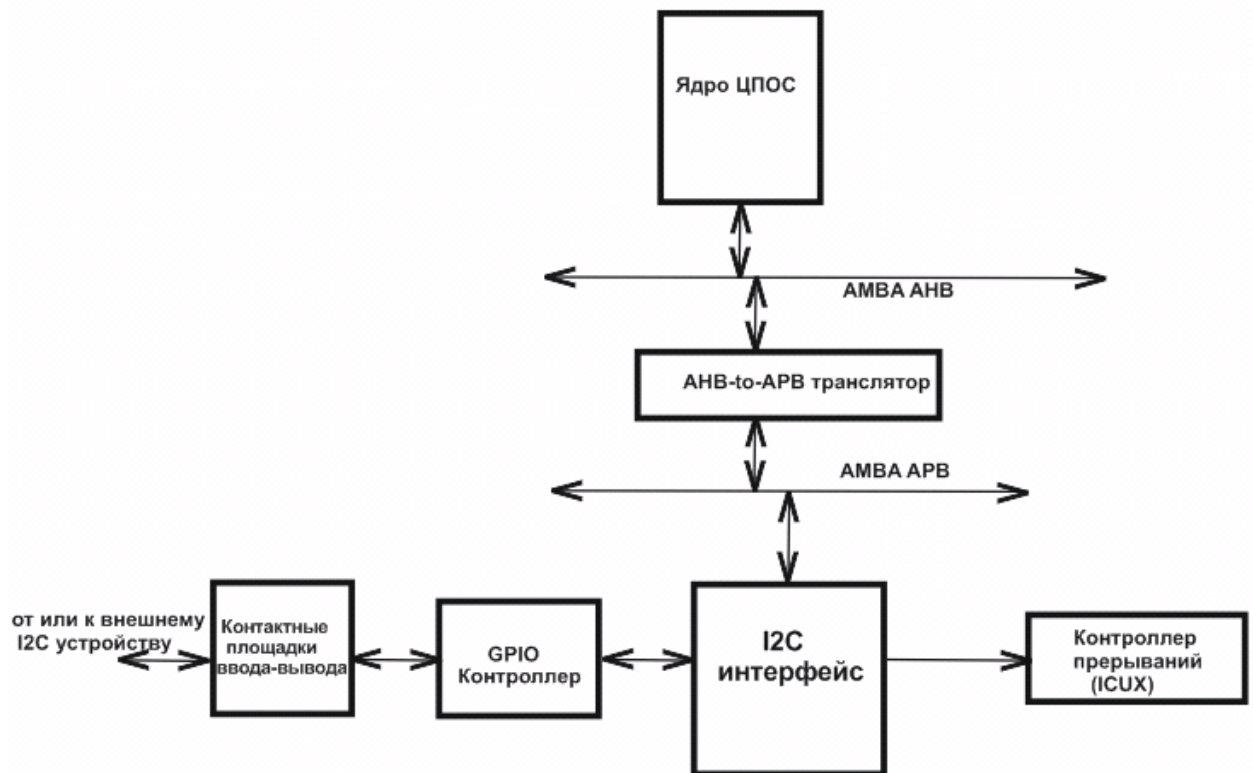 Ядро ЦПОС
AMBA AHB
AHB-to-APB транслятор
AMBA APB
от или к внешнему
I2C устройству
Контактные
площадки
ввода-вывода
GPIO
Контроллер
I2C
интерфейс
Контроллер
прерываний
(ICUX)